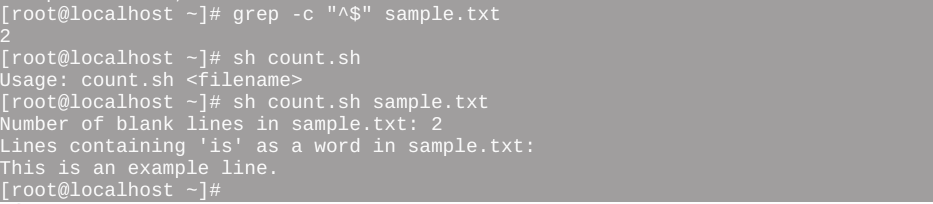 [root@localhost ~]# grep -c "^$" sample.txt
2
[root@localhost ~]# sh count.sh
Usage: count.sh <filename>
[root@localhost ~]# sh count.sh sample.txt
Number of blank lines in sample.txt: 2
Lines containing 'is' as a word in sample.txt:
This is an example line.
[root@localhost ~]#